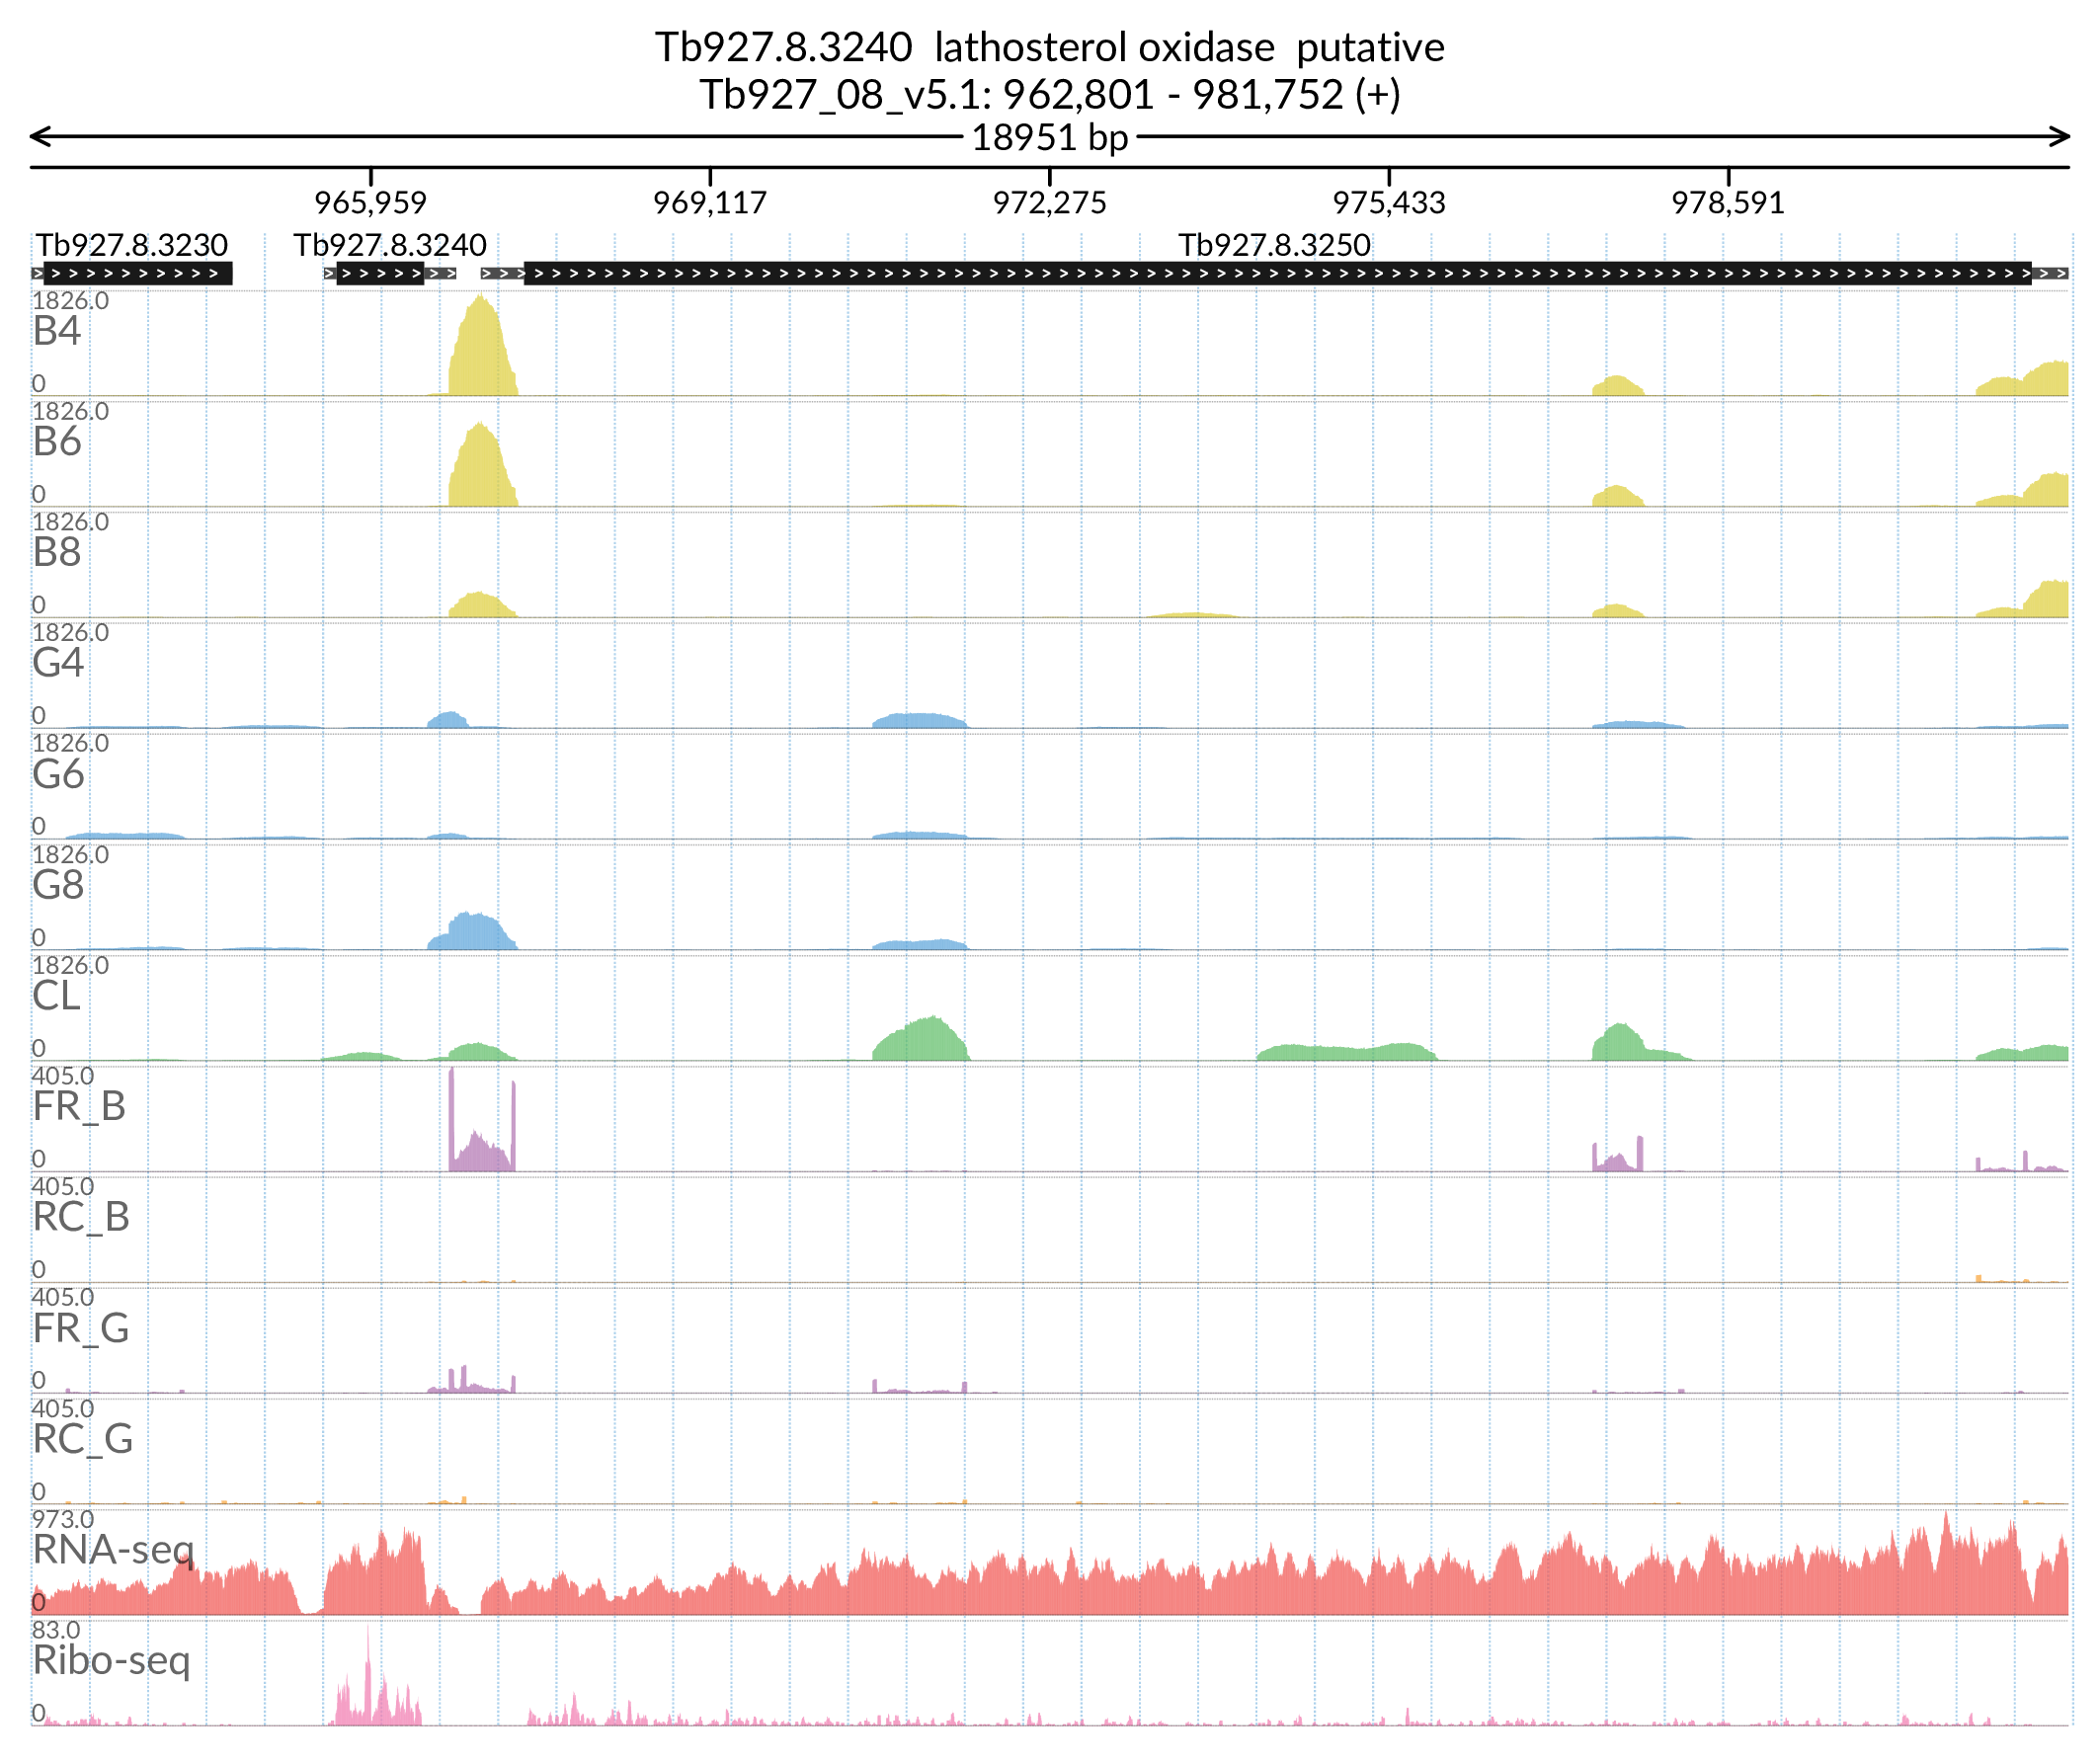 Tb927.8.3240 lathosterol oxidase putative
Tb927_08_v5.1: 962,801 - 981,752 (+)
18951 bp
965,959 969,117 972,275 975,433 978,591
Tb927.8.3230 Tb927.8.3240 Tb927.8.3250
1826.0
B4
0
1826.0
B6
0
1826.0
B8
0
1826.0
G4
0
1826.0
G6
0
1826.0
G8
0
1826.0
CL
0
405.0
FR_B
0
405.0
RC_B
0
405.0
FR_G
0
405.0
RC_G
0
973.0
RNA-seq
0
83.0
Ribo-seq
0